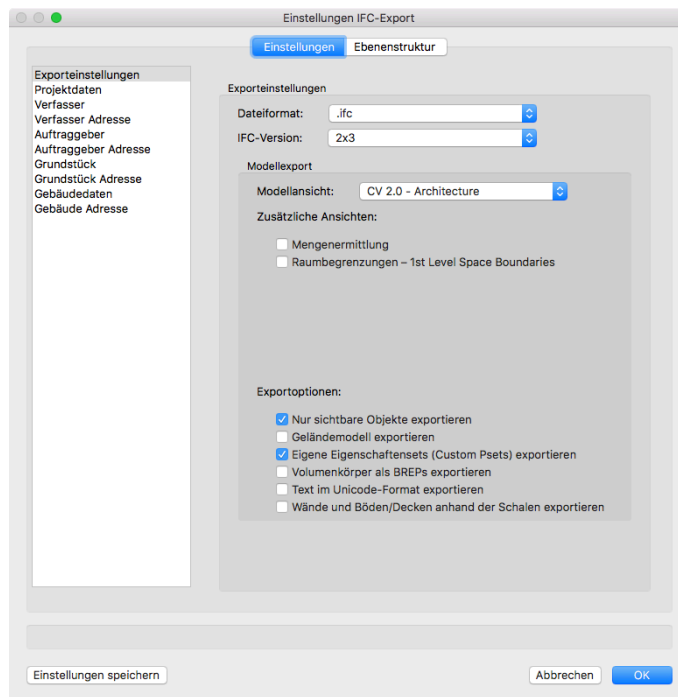 Einstellungen IFC-Export
Einstellungen Ebenenstruktur
Exporteinstellungen
Projektdaten
Verfasser
Verfasser Adresse
Auftraggeber
Auftraggeber Adresse
Grundstück
Grundstück Adresse
Gebäudedaten
Gebäude Adresse
Exporteinstellungen
Dateiformat: .ifc
IFC-Version: 2x3
Modellexport
Modellansicht: CV 2.0 - Architecture
Zusätzliche Ansichten:
Mengenermittlung
Raumbegrenzungen – 1st Level Space Boundaries
Exportoptionen:
Nur sichtbare Objekte exportieren
Geländemodell exportieren
Eigene Eigenschaftensets (Custom Psets) exportieren
Volumenkörper als BREPs exportieren
Text im Unicode-Format exportieren
Wände und Böden/Decken anhand der Schalen exportieren
Einstellungen speichern Abbrechen OK